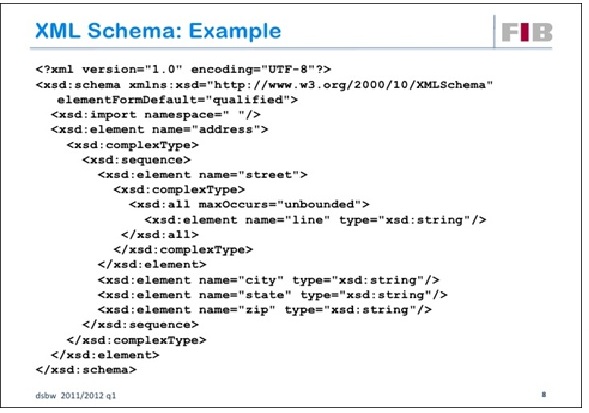 XML Schema: Example
FIB
<?xml version="1.0" encoding="UTF-8"?>
<xsd:schema xmlns:xsd="http://www.w3.org/2000/10/XMLSchema"
elementFormDefault="qualified">
<xsd:import namespace=" "/>
<xsd:element name="address">
<xsd:complexType>
<xsd:sequence>
<xsd:element name="street">
<xsd:complexType>
<xsd:all maxOccurs="unbounded">
<xsd:element name="line" type="xsd:string"/>
</xsd:all>
</xsd:complexType>
</xsd:element>
<xsd:element name="city" type="xsd:string"/>
<xsd:element name="state" type="xsd:string"/>
<xsd:element name="zip" type="xsd:string"/>
</xsd:sequence>
</xsd:complexType>
</xsd:element>
</xsd:schema>
dsbw 2011/2012 q1
8